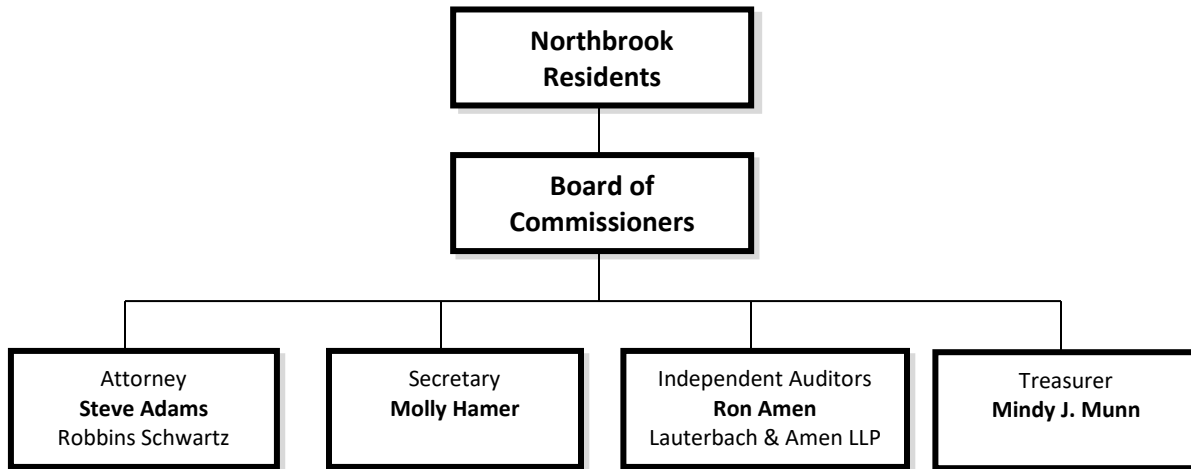 Northbrook
Residents
Board of
Commissioners
Attorney
Steve Adams
Robbins Schwartz
Secretary
Molly Hamer
Independent Auditors
Ron Amen
Lauterbach & Amen LLP
Treasurer
Mindy J. Munn